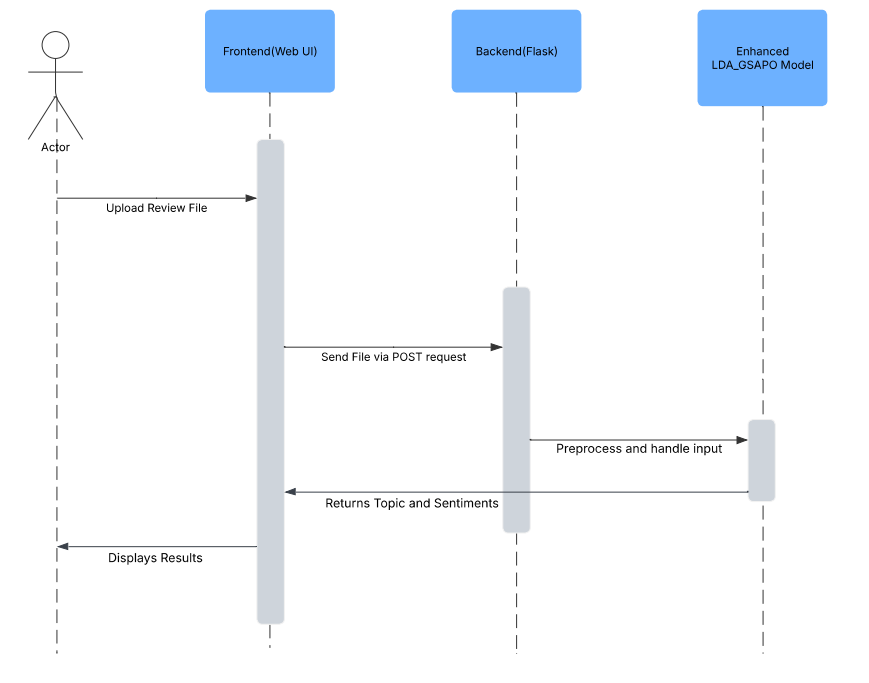 Frontend(Web UI)
Backend(Flask)
Enhanced
LDA_GSAPO Model
Actor
Upload Review File
Send File via POST request
Preprocess and handle input
Returns Topic and Sentiments
Displays Results